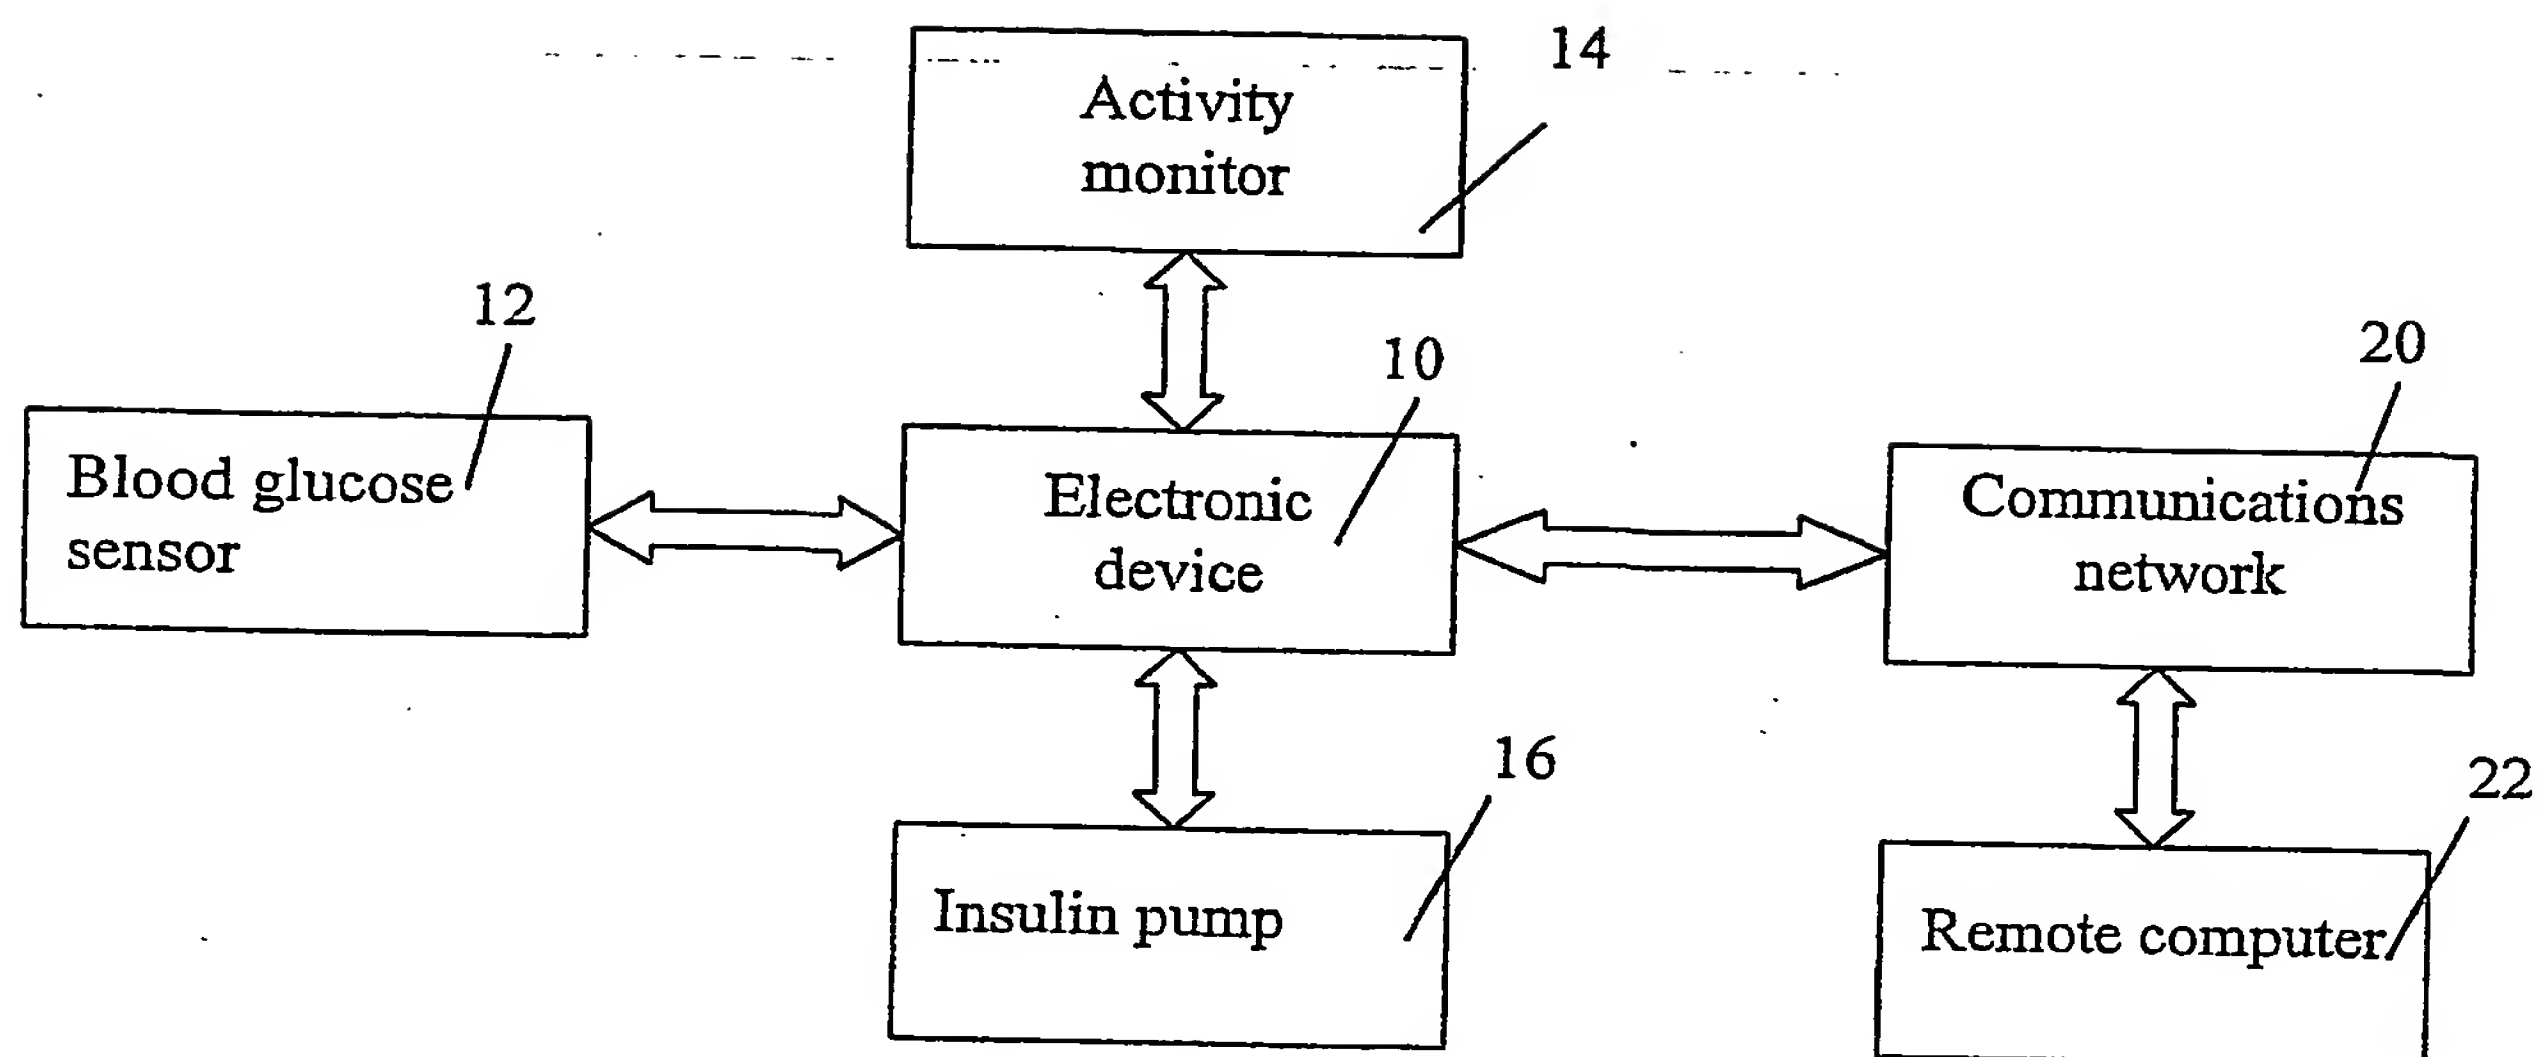 14
Activity
monitor
12
10
20
Blood glucose
sensor
Electronic
device
Communications
network
16
22
Insulin pump
Remote computer